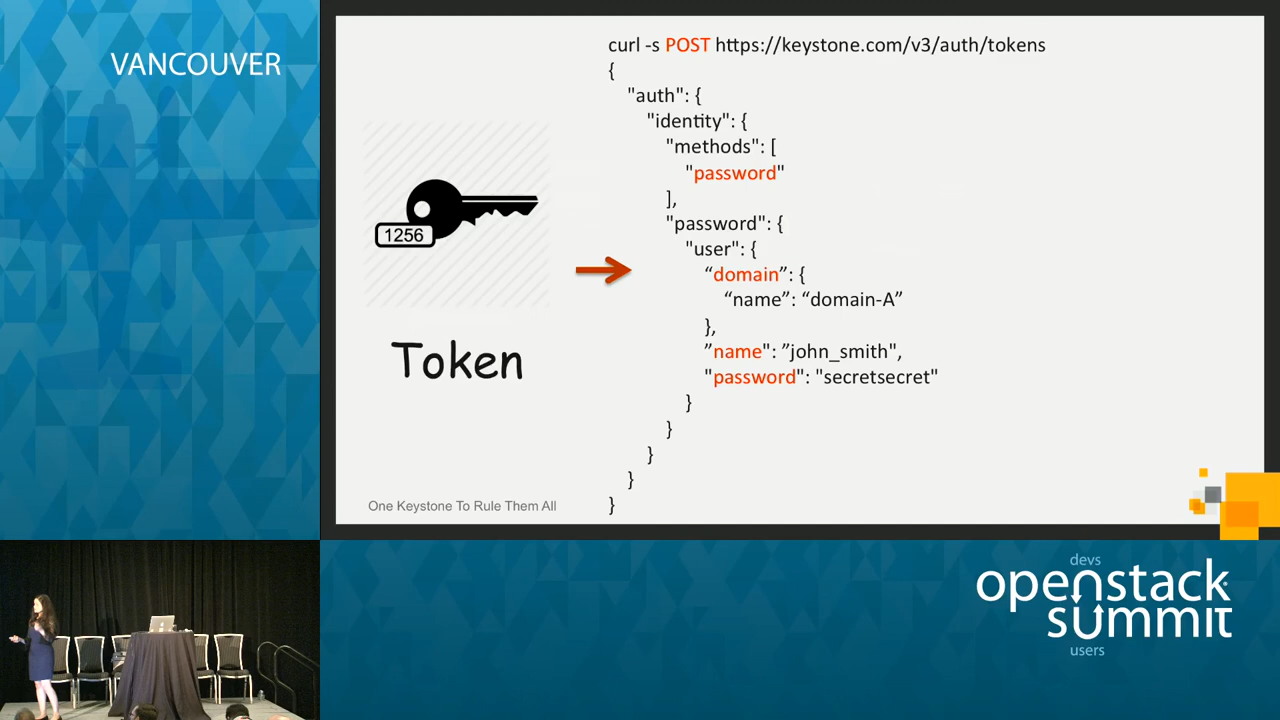 VANCOUVER
curl -s POST https://keystone.com/v3/auth/tokens
{
"auth": {
"identity": {
"methods": [
"password"
],
"password": {
"user": {
“domain”: {
“name”: “domain-A”
},
”name": ”john_smith",
"password": "secretsecret"
}
}
}
}
}
1256
Token
One Keystone To Rule Them All
devs
openstack
summit
users